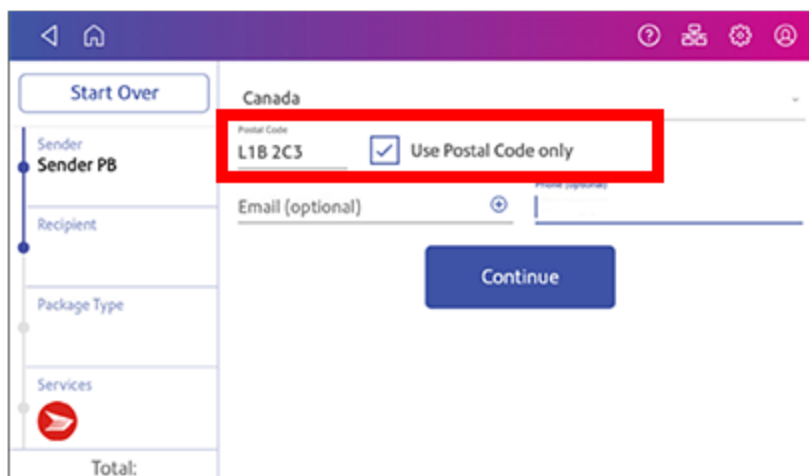 Start Over
Sender
Sender PB
Recipient
Package Type
Services
Total:
Canada
Postal Code
L1B 2C3
Use Postal Code only
Email (optional)
Phone (optional)
Continue